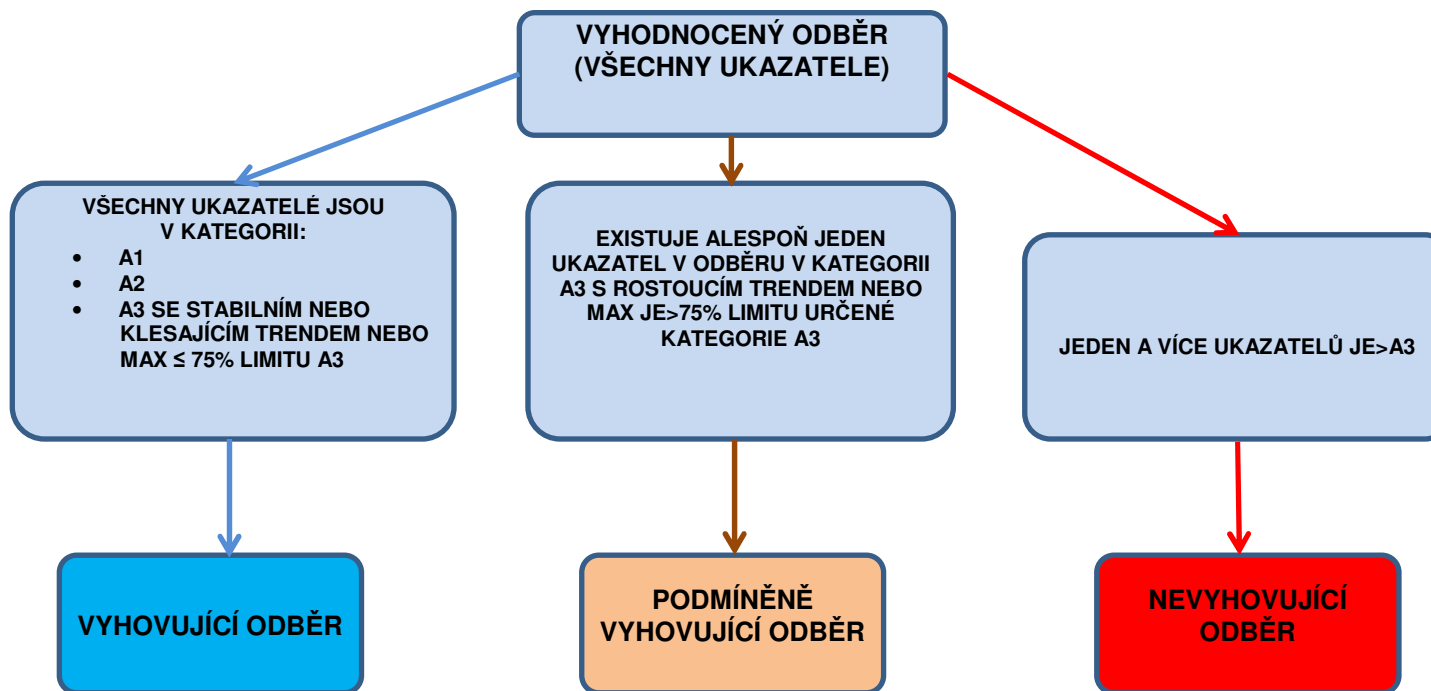 VYHODNOCENÝ ODBĚR
(VŠECHNY UKAZATELE)
VŠECHNY UKAZATELÉ JSOU
V KATEGORII:
• A1
• A2
• A3 SE STABILNÍM NEBO
KLESAJÍCÍM TRENDEM NEBO
MAX ≤ 75% LIMITU A3
EXISTUJE ALESPOŇ JEDEN
UKAZATEL V ODBĚRU V KATEGORII
A3 S ROSTOUCÍM TRENDEM NEBO
MAX JE>75% LIMITU URČENÉ
KATEGORIE A3
JEDEN A VÍCE UKAZATELŮ JE>A3
VYHOVUJÍCÍ ODBĚR
PODMÍNĚNĚ
VYHOVUJÍCÍ ODBĚR
NEVYHOVUJÍCÍ
ODBĚR